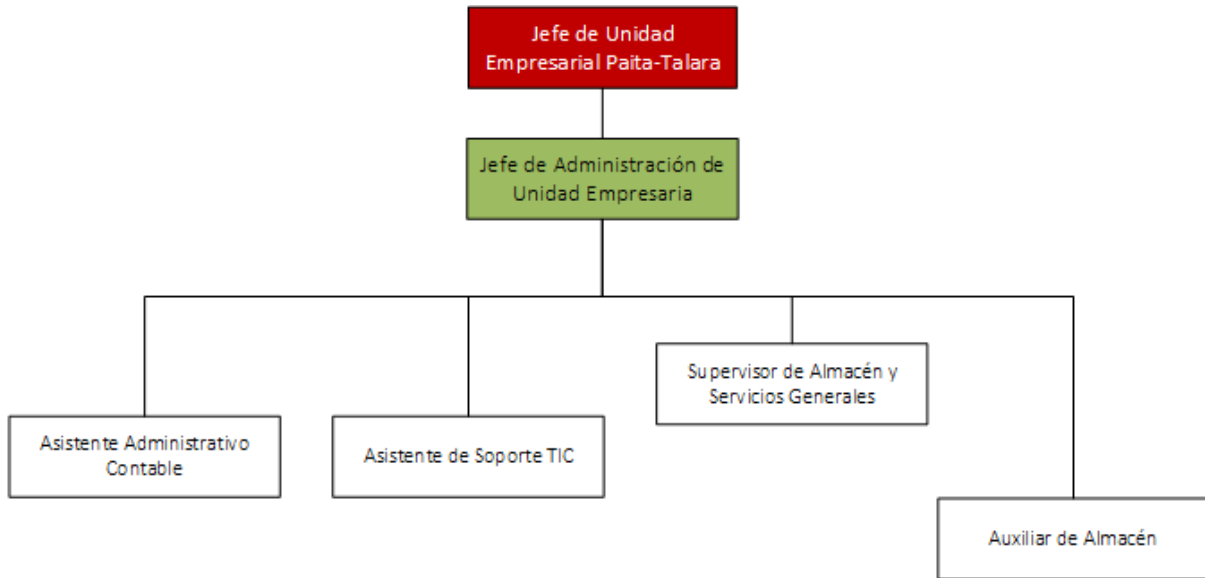 Jefe de Unidad
Empresarial Paita-Talara
Jefe de Administración de
Unidad Empresaria
Supervisor de Almacén y
Servicios Generales
Asistente Administrativo
Contable
Asistente de Soporte TIC
Auxiliar de Almacén